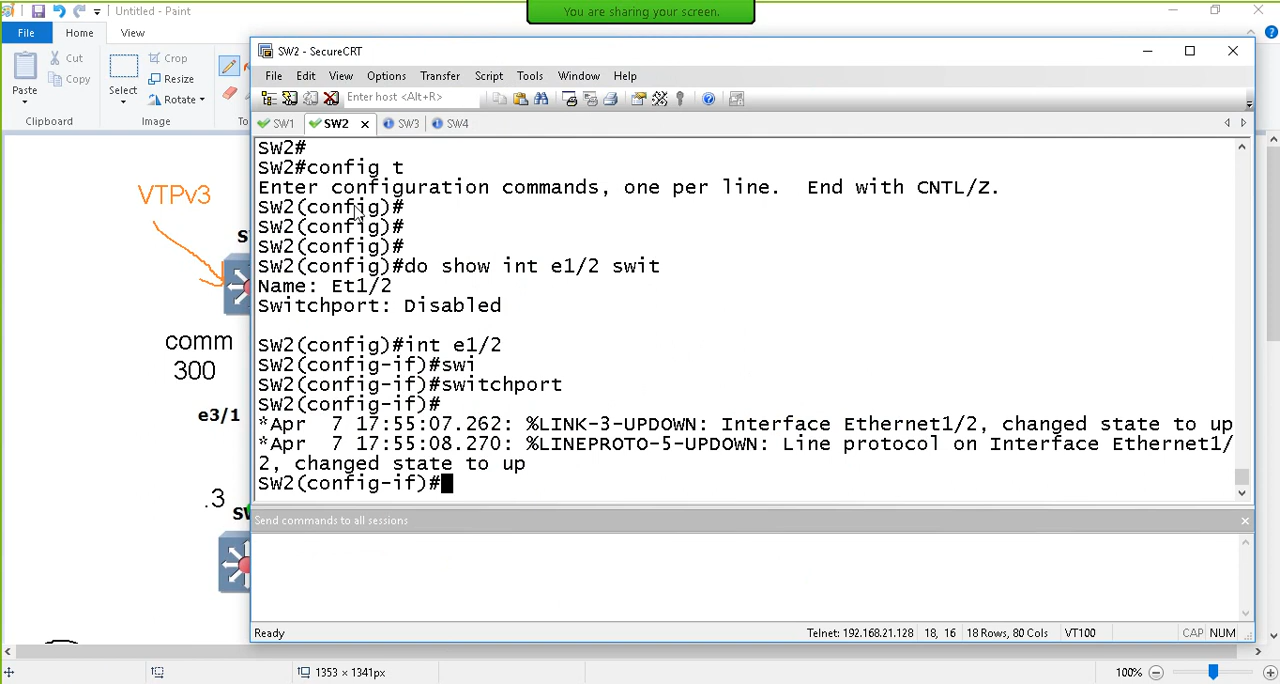 You are sharing your screen.
Untitled - Paint
File Home View
Paste
Cut
Copy
Clipboard
Select
Crop
Resize
Rotate
Image
To
SW2 - SecureCRT
File Edit View Options Transfer Script Tools Window Help
Enter host <Alt+R>
SW1 SW2 SW3 SW4
SW2#
SW2#config t
Enter configuration commands, one per line.  End with CNTL/Z.
SW2(config)#
SW2(config)#
SW2(config)#
SW2(config)#do show int e1/2 swit
Name: Et1/2
Switchport: Disabled
SW2(config)#int e1/2
SW2(config-if)#swi
SW2(config-if)#switchport
SW2(config-if)#
*Apr  7 17:55:07.262: %LINK-3-UPDOWN: Interface Ethernet1/2, changed state to up
*Apr  7 17:55:08.270: %LINEPROTO-5-UPDOWN: Line protocol on Interface Ethernet1/
2, changed state to up
SW2(config-if)#
Send commands to all sessions
Ready
Telnet: 192.168.21.128 18, 16 18 Rows, 80 Cols VT100 CAP NUM
VTPv3
comm
300
e3/1
.3
1353 × 1341px
100%